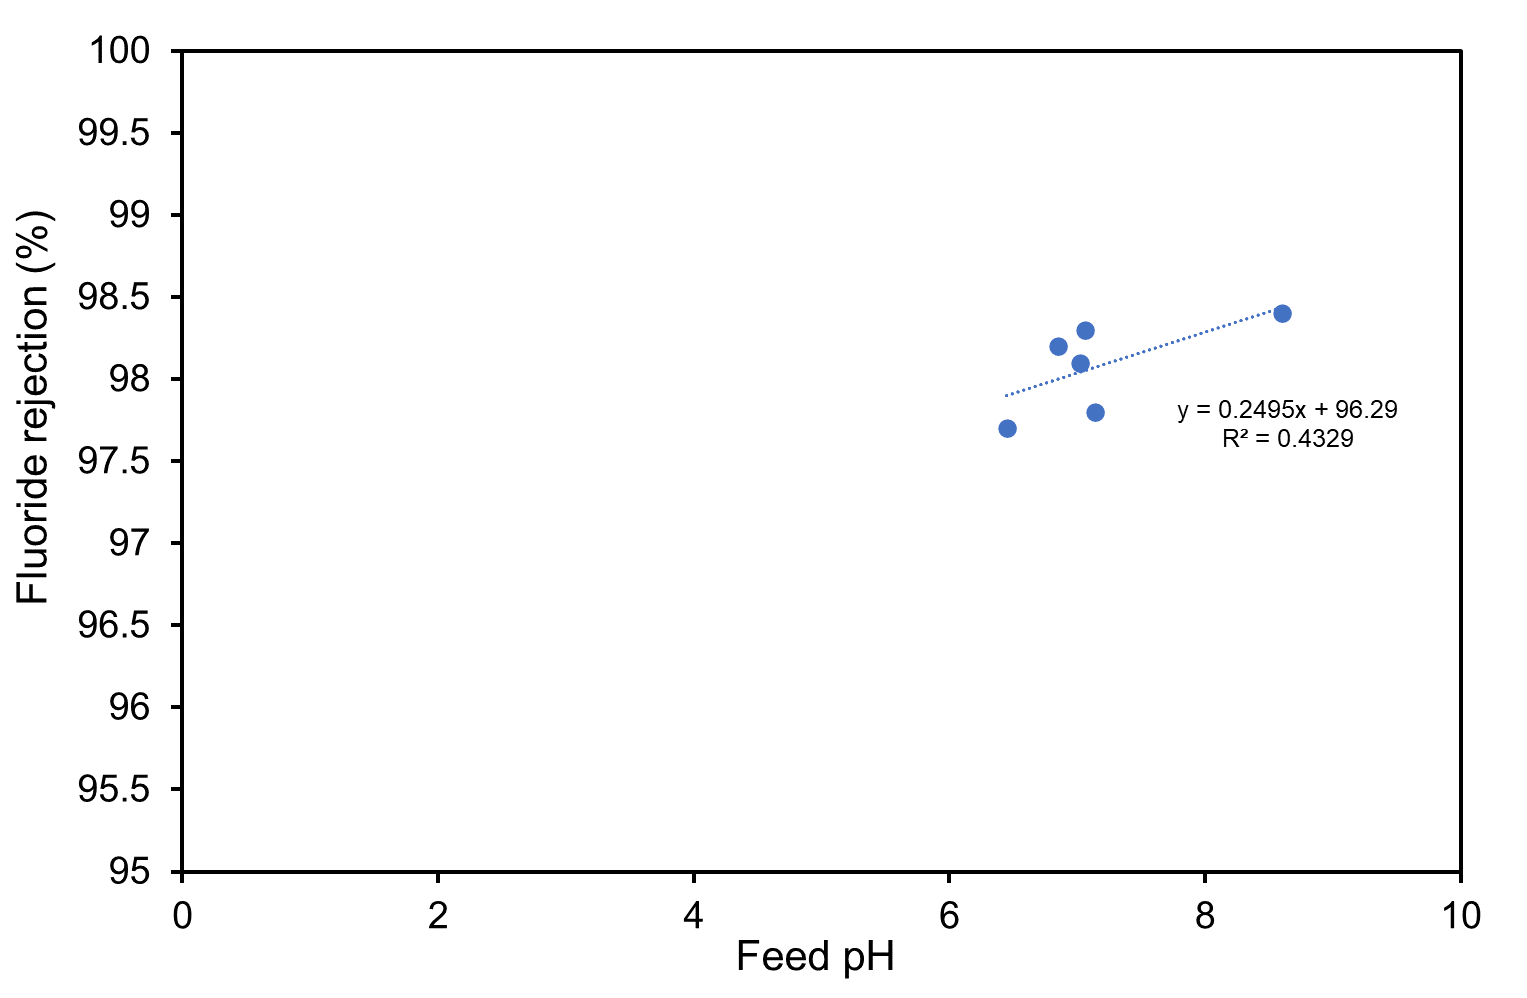 100
99.5
99
98.5
98
97.5
97
96.5
96
95.5
95
Fluoride rejection (%)
y = 0.2495x + 96.29
R² = 0.4329
0 2 4 6 8 10
Feed pH